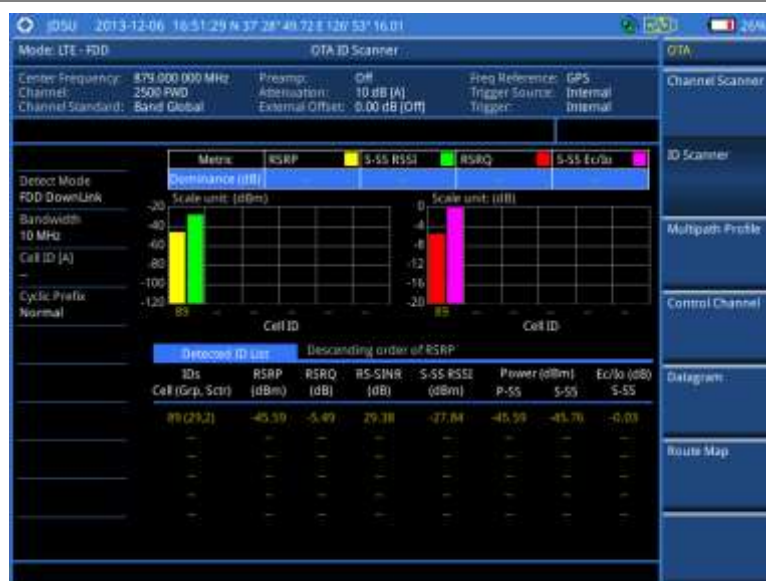 JDSU 2013-12-06 16:51:29 N 37° 28' 49.72 E 126° 53' 16.01 26%
Mode: LTE - FDD OTA ID Scanner OTA
Center Frequency: 879.000 000 MHz Preamp: Off Freq Reference: GPS
Channel: 2500 FWD Attenuation: 10 dB [A] Trigger Source: Internal
Channel Standard: Band Global External Offset: 0.00 dB [Off] Trigger: Internal
Channel Scanner
ID Scanner
Multipath Profile
Control Channel
Datagram
Route Map
Detect Mode
FDD DownLink
Bandwidth
10 MHz
Cell ID [A]
--
Cyclic Prefix
Normal
Metric RSRP S-SS RSSI RSRQ S-SS Ec/Io
Dominance (dB) -- -- -- --
Scale unit: (dBm)
-20
-40
-60
-80
-100
-120
89 -- -- -- -- --
Cell ID
Scale unit: (dB)
0
-4
-8
-12
-16
-20
89 -- -- -- -- --
Cell ID
Detected ID List Descending order of RSRP
IDs RSRP RSRQ RS-SINR S-SS RSSI Power (dBm) Ec/Io (dB)
Cell (Grp, Sctr) (dBm) (dB) (dB) (dBm) P-SS S-SS S-SS
89 (29,2) -45.59 -5.49 29.38 -27.84 -45.59 -45.76 -0.03
-- -- -- -- -- -- -- --
-- -- -- -- -- -- -- --
-- -- -- -- -- -- -- --
-- -- -- -- -- -- -- --
-- -- -- -- -- -- -- --